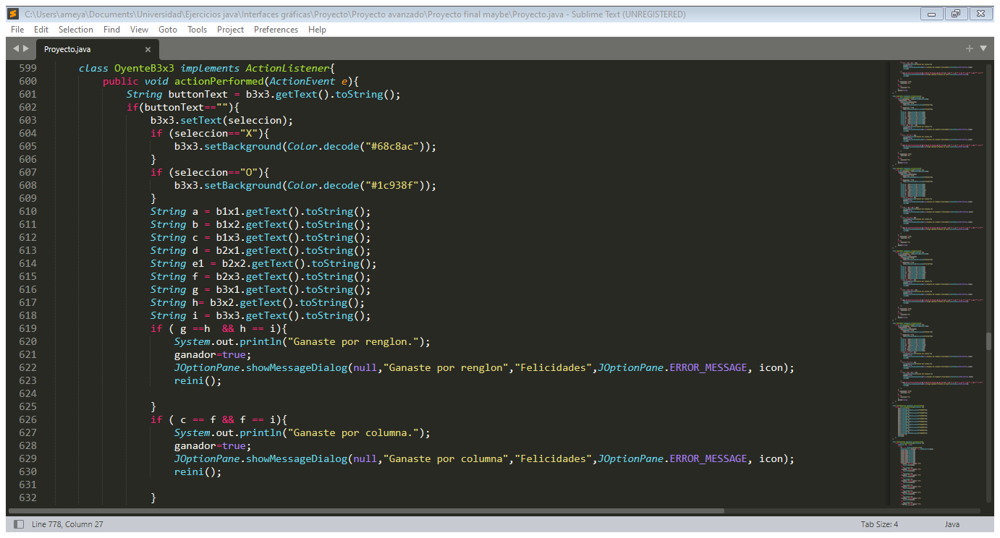 C:\Users\ameya\Documents\Universidad\Ejercicios java\Interfaces gráficas\Proyecto\Proyecto avanzado\Proyecto final maybe\Proyecto.java - Sublime Text (UNREGISTERED)
File Edit Selection Find View Goto Tools Project Preferences Help
Proyecto.java
599 class OyenteB3x3 implements ActionListener{
600 public void actionPerformed(ActionEvent e){
601 String buttonText = b3x3.getText().toString();
602 if(buttonText==""){
603 b3x3.setText(seleccion);
604 if (seleccion=="X"){
605 b3x3.setBackground(Color.decode("#68c8ac"));
606 }
607 if (seleccion=="O"){
608 b3x3.setBackground(Color.decode("#1c938f"));
609 }
610 String a = b1x1.getText().toString();
611 String b = b1x2.getText().toString();
612 String c = b1x3.getText().toString();
613 String d = b2x1.getText().toString();
614 String e1 = b2x2.getText().toString();
615 String f = b2x3.getText().toString();
616 String g = b3x1.getText().toString();
617 String h= b3x2.getText().toString();
618 String i = b3x3.getText().toString();
619 if ( g ==h  && h == i){
620 System.out.println("Ganaste por renglon.");
621 ganador=true;
622 JOptionPane.showMessageDialog(null,"Ganaste por renglon","Felicidades",JOptionPane.ERROR_MESSAGE, icon);
623 reini();
624
625 }
626 if ( c == f && f == i){
627 System.out.println("Ganaste por columna.");
628 ganador=true;
629 JOptionPane.showMessageDialog(null,"Ganaste por columna","Felicidades",JOptionPane.ERROR_MESSAGE, icon);
630 reini();
631
632 }
Line 778, Column 27
Tab Size: 4
Java